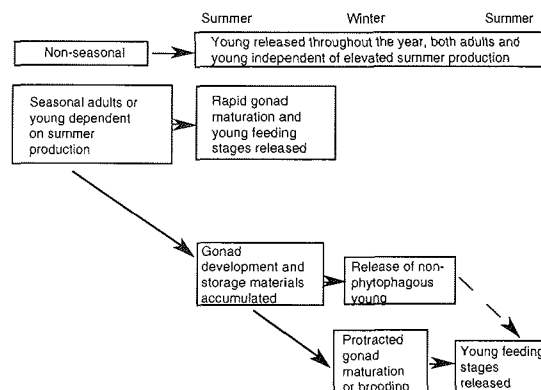 Summer Winter Summer
Non-seasonal
Young released throughout the year, both adults and
young independent of elevated summer production
Seasonal adults or
young dependent
on summer
production
Rapid gonad
maturation and
young feeding
stages released
Gonad
development and
storage materials
accumulated
Release of non-
phytophagous
young
Protracted
gonad
maturation
or brooding
Young feeding
stages
released